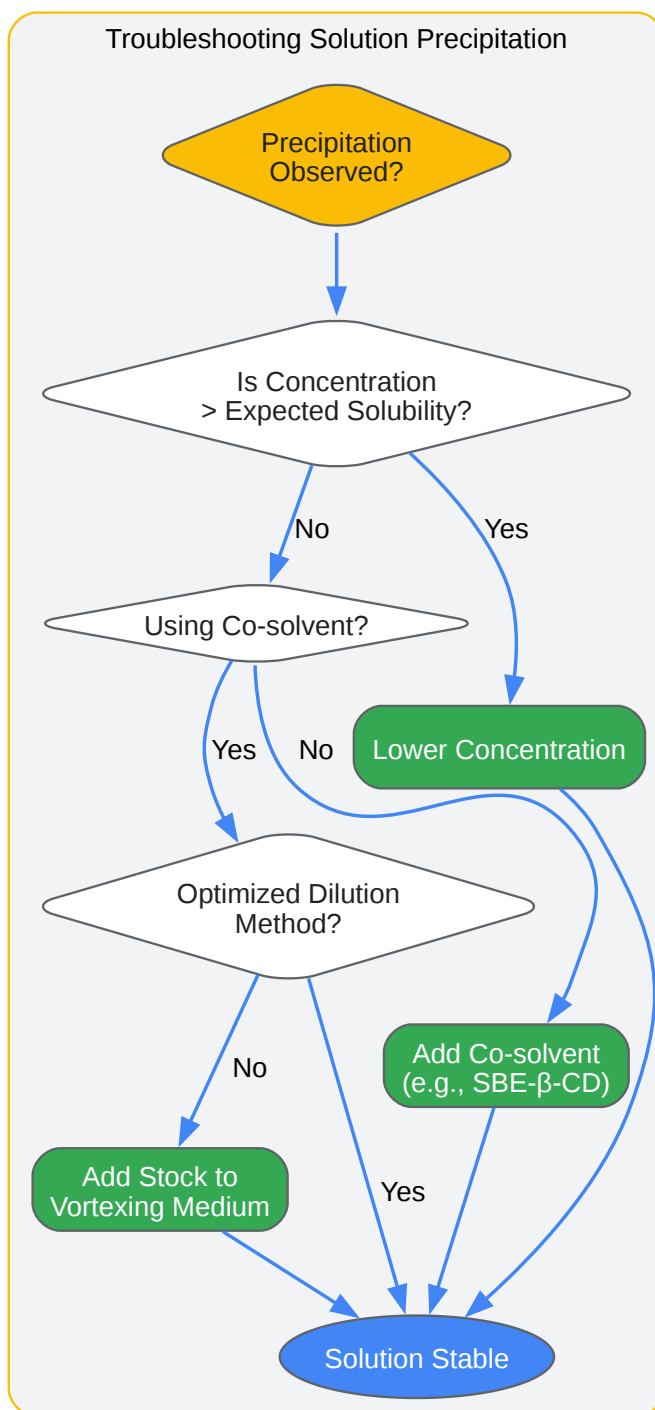 Troubleshooting Solution Precipitation
Precipitation
Observed?
Is Concentration
> Expected Solubility?
No
Yes
Using Co-solvent?
Yes
No
Lower Concentration
Optimized Dilution
Method?
No
Add Co-solvent
(e.g., SBE-β-CD)
Add Stock to
Vortexing Medium
Yes
Solution Stable